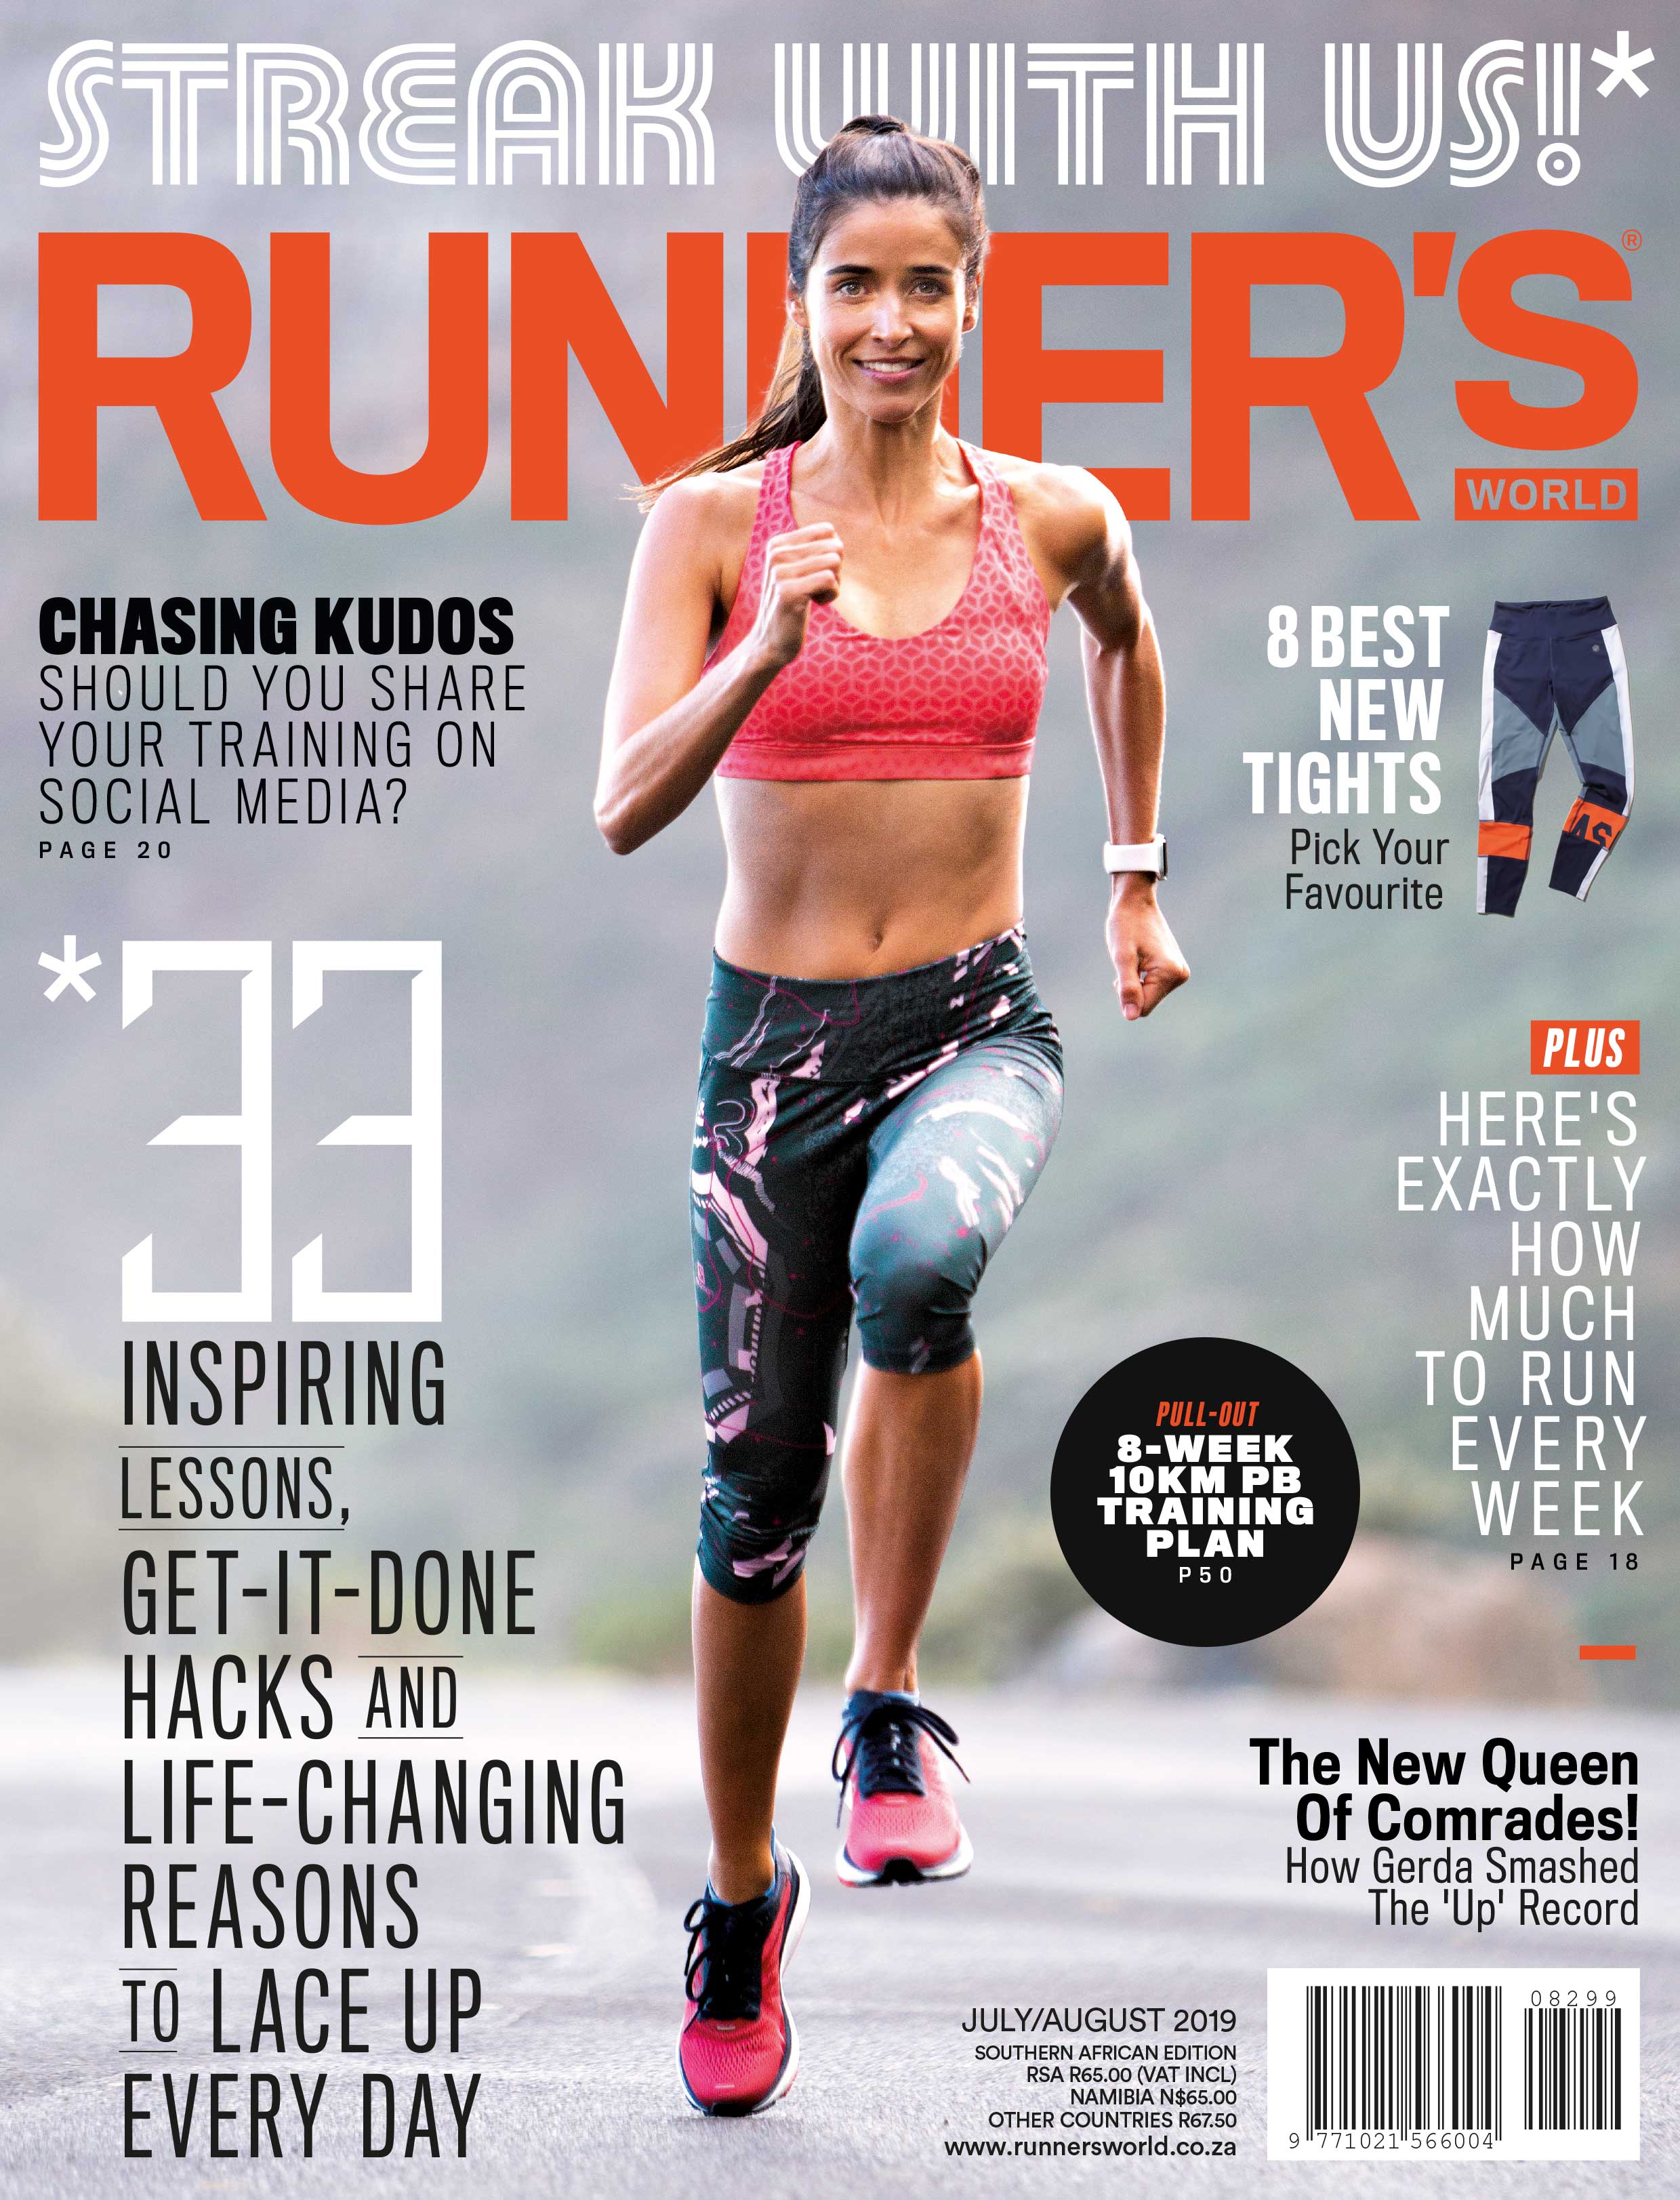 STREAK WITH US!*
RUNNER'S®
WORLD
CHASING KUDOS
SHOULD YOU SHARE
YOUR TRAINING ON
SOCIAL MEDIA?
PAGE 20
8 BEST
NEW
TIGHTS
Pick Your
Favourite
AS
*33
INSPIRING
LESSONS,
GET-IT-DONE
HACKS AND
LIFE-CHANGING
REASONS
TO LACE UP
EVERY DAY
PLUS
HERE'S
EXACTLY
HOW
MUCH
TO RUN
EVERY
WEEK
PAGE 18
PULL-OUT
8-WEEK
10KM PB
TRAINING
PLAN
P50
The New Queen
Of Comrades!
How Gerda Smashed
The 'Up' Record
JULY/AUGUST 2019
SOUTHERN AFRICAN EDITION
RSA R65.00 (VAT INCL)
NAMIBIA N$65.00
OTHER COUNTRIES R67.50
www.runnersworld.co.za
08299
9 771021 566004